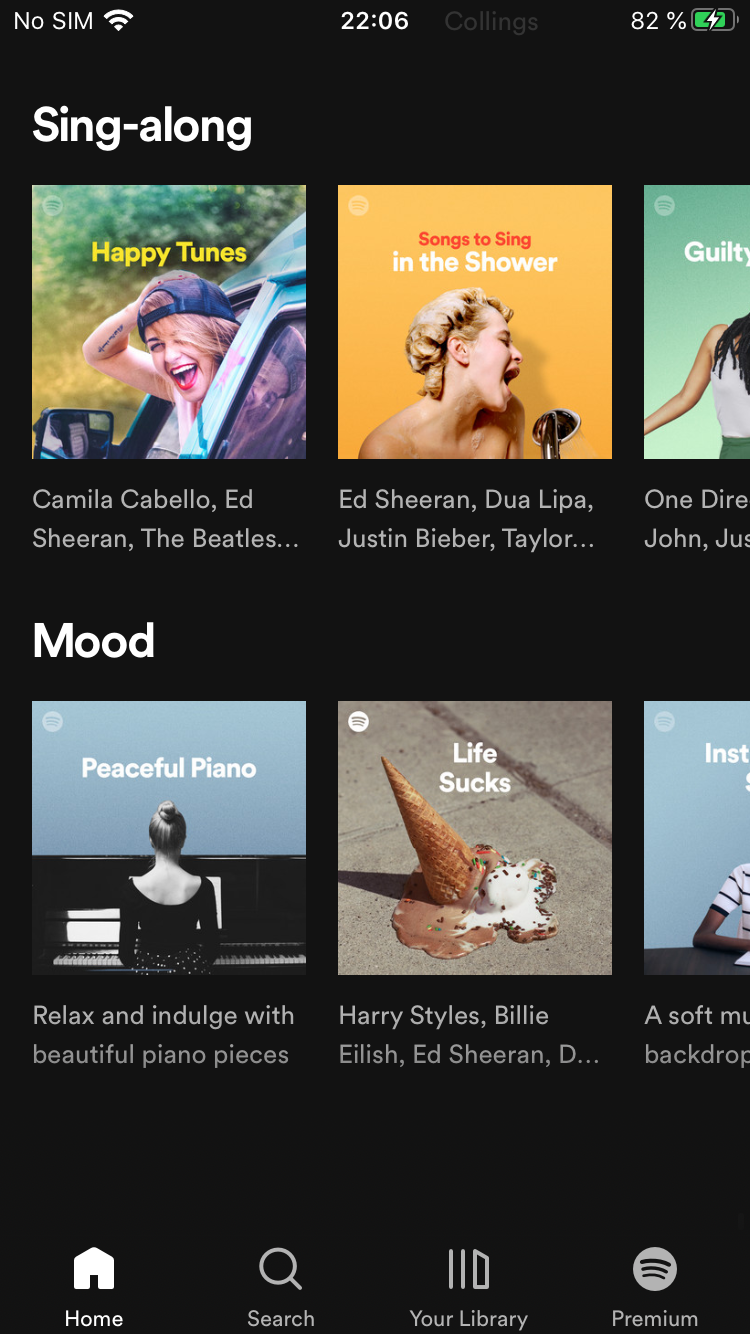 No SIM 22:06 Collings 82 %
Sing-along
Happy Tunes
Songs to Sing
in the Shower
Guilty
Camila Cabello, Ed
Sheeran, The Beatles...
Ed Sheeran, Dua Lipa,
Justin Bieber, Taylor...
One Dire
John, Jus
Mood
Peaceful Piano
Life
Sucks
Inst
S
Relax and indulge with
beautiful piano pieces
Harry Styles, Billie
Eilish, Ed Sheeran, D...
A soft mu
backdrop
Home
Search
Your Library
Premium